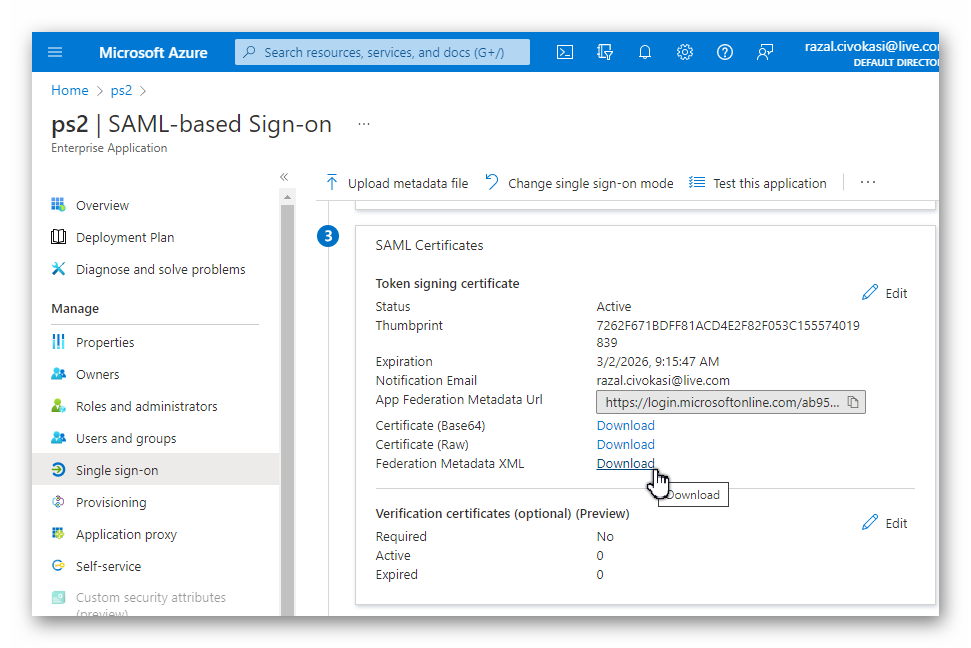 Microsoft Azure
Search resources, services, and docs (G+/)
razal.civokasi@live.co
DEFAULT DIRECTO
Home > ps2 >
ps2 | SAML-based Sign-on ...
Enterprise Application
«
Overview
Deployment Plan
Diagnose and solve problems
Manage
Properties
Owners
Roles and administrators
Users and groups
Single sign-on
Provisioning
Application proxy
Self-service
Custom security attributes
(preview)
Upload metadata file
Change single sign-on mode
Test this application
...
3
SAML Certificates
Token signing certificate
Edit
Status Active
Thumbprint 7262F671BDFF81ACD4E2F82F053C155574019
839
Expiration 3/2/2026, 9:15:47 AM
Notification Email razal.civokasi@live.com
App Federation Metadata Url https://login.microsoftonline.com/ab95...
Certificate (Base64) Download
Certificate (Raw) Download
Federation Metadata XML Download
Download
Verification certificates (optional) (Preview)
Edit
Required No
Active 0
Expired 0